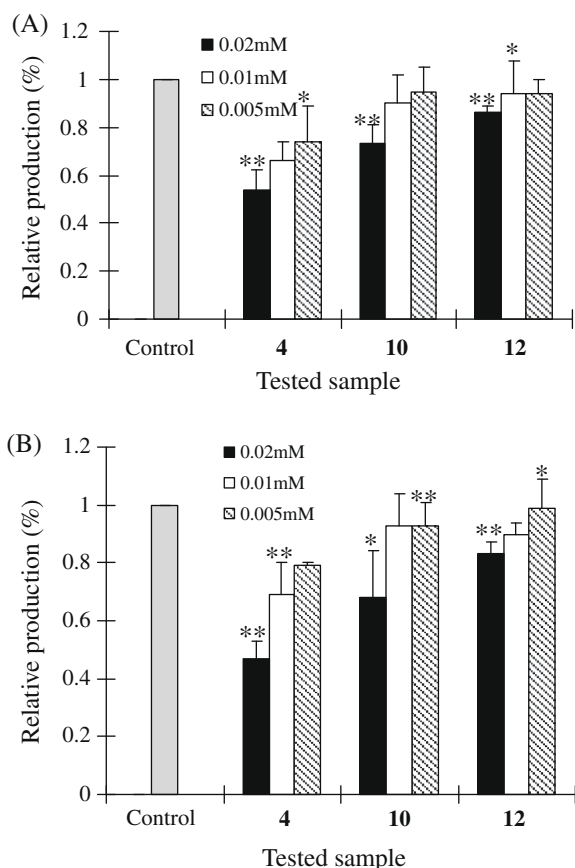 (A)
Relative production (%)
1.2
1
0.8
0.6
0.4
0.2
0
0.02mM
0.01mM
0.005mM
** *
**
** *
Control 4 10 12
Tested sample
(B)
Relative production (%)
1.2
1
0.8
0.6
0.4
0.2
0
0.02mM
0.01mM
0.005mM
** **
* **
** *
Control 4 10 12
Tested sample